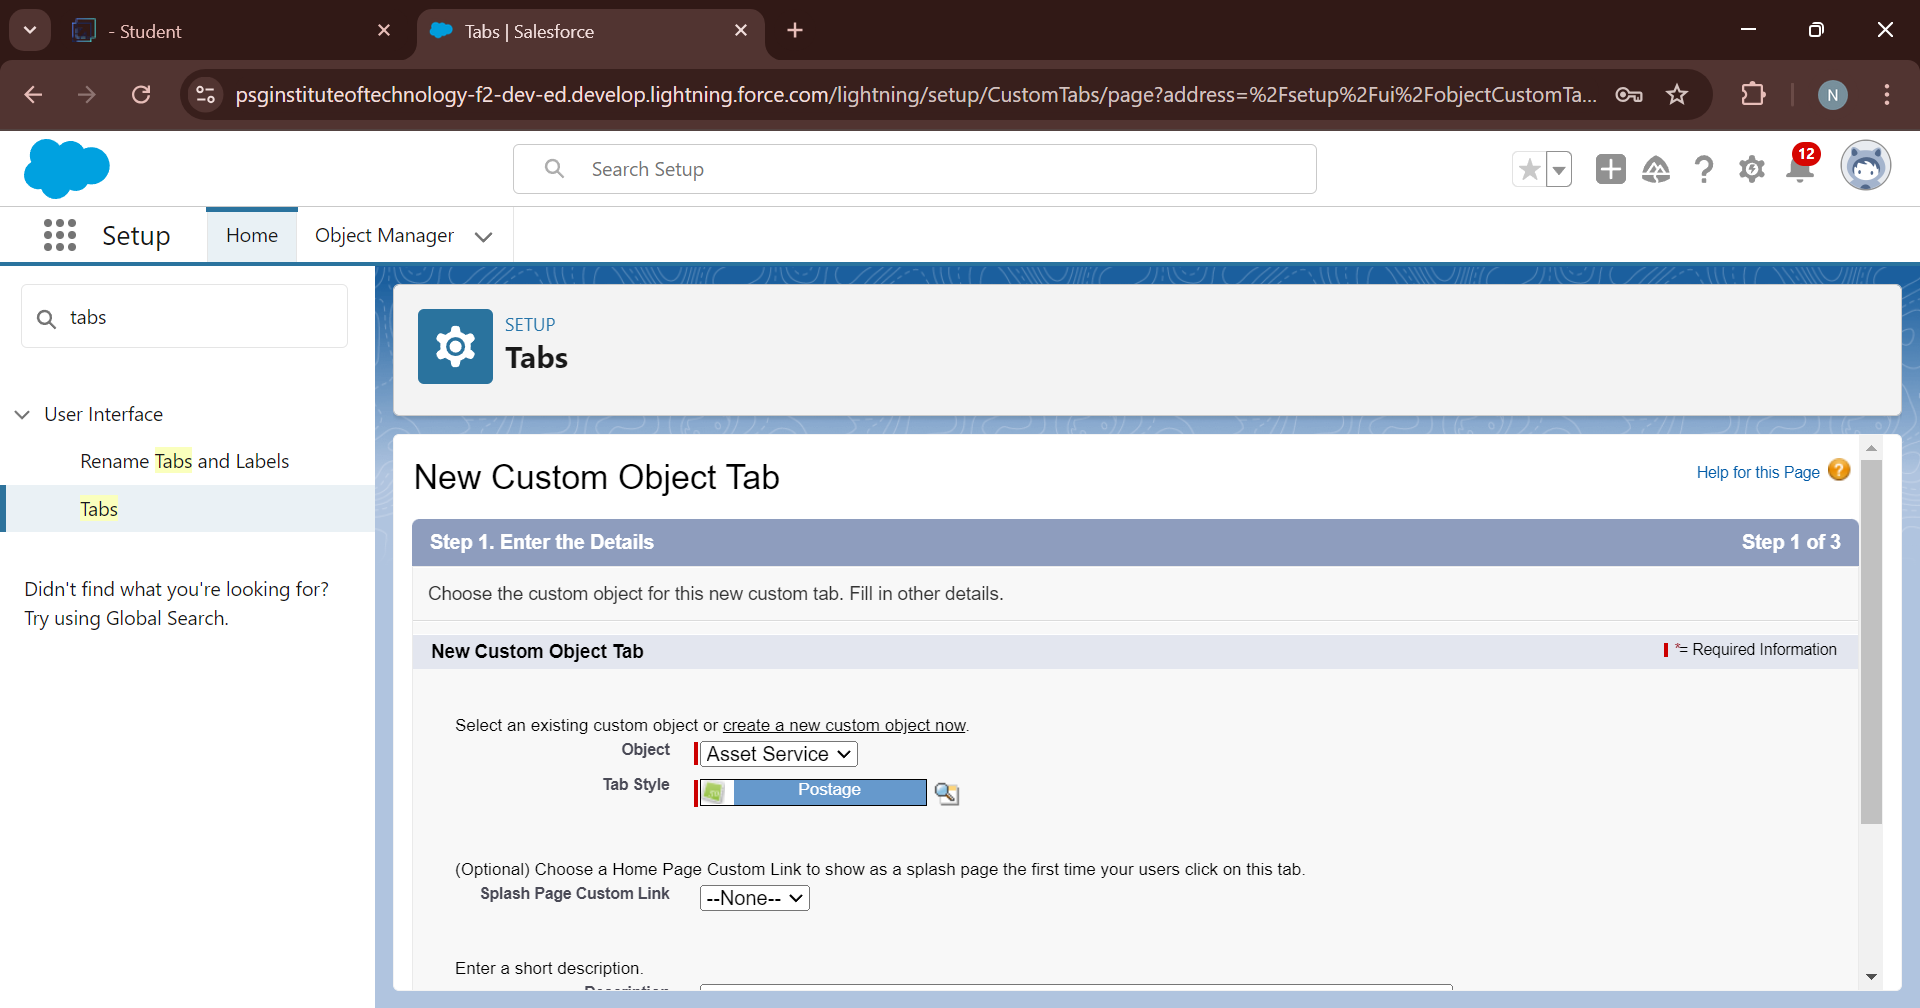 - Student
Tabs | Salesforce
psginstituteoftechnology-f2-dev-ed.develop.lightning.force.com/lightning/setup/CustomTabs/page?address=%2Fsetup%2Fui%2FobjectCustomTa...
N
Search Setup
12
Setup
Home
Object Manager
tabs
SETUP
Tabs
User Interface
Rename Tabs and Labels
Tabs
Didn't find what you're looking for?
Try using Global Search.
New Custom Object Tab
Help for this Page ?
Step 1. Enter the Details
Step 1 of 3
Choose the custom object for this new custom tab. Fill in other details.
New Custom Object Tab
*= Required Information
Select an existing custom object or create a new custom object now.
Object
Asset Service
Tab Style
Postage
(Optional) Choose a Home Page Custom Link to show as a splash page the first time your users click on this tab.
Splash Page Custom Link
--None--
Enter a short description.
Description